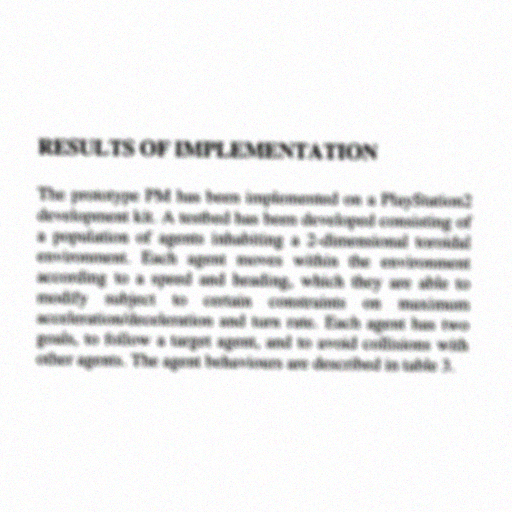 RESULTS OF IMPLEMENTATION
The prototype PM has been implemented on a PlayStation2
development kit. A testbed has been developed consisting of
a population of agents inhabiting a 2-dimensional toroidal
environment. Each agent moves within the environment
according to a speed and heading, which they are able to
modify subject to certain constraints on maximum
acceleration/deceleration and turn rate. Each agent has two
goals, to follow a target agent, and to avoid collisions with
other agents. The agent behaviours are described in table 3.